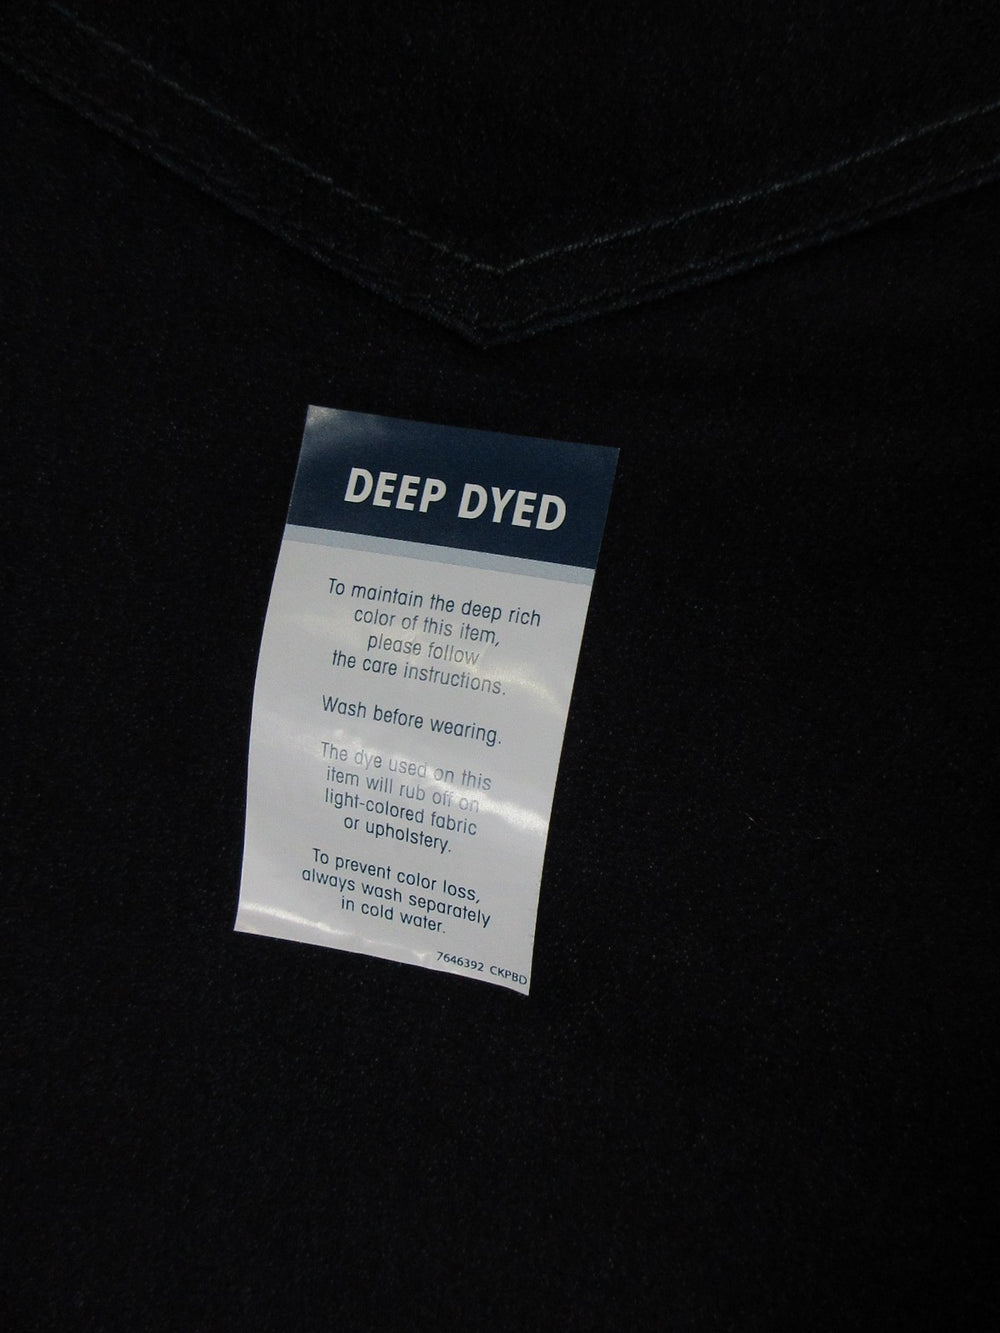 DEEP DYED
To maintain the deep rich
color of this item,
please follow
the care instructions.
Wash before wearing.
The dye used on this
item will rub off on
light-colored fabric
or upholstery.
To prevent color loss,
always wash separately
in cold water.
7646392 CKPBD